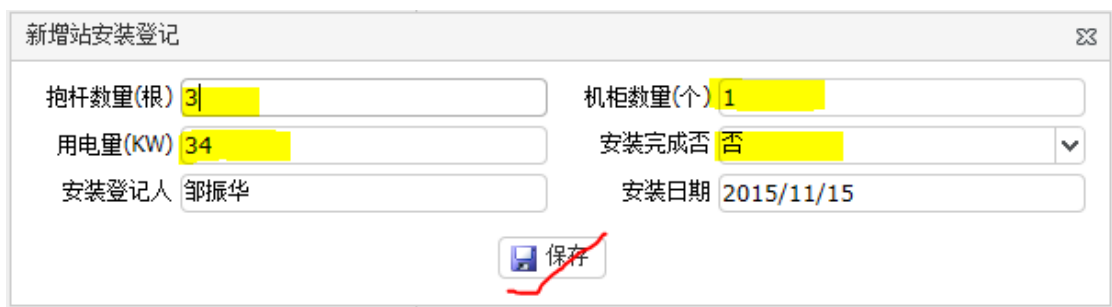 新增站安装登记
抱杆数量(根) 3 机柜数量(个) 1
用电量(KW) 34 安装完成否 否
安装登记人 邹振华 安装日期 2015/11/15
保存